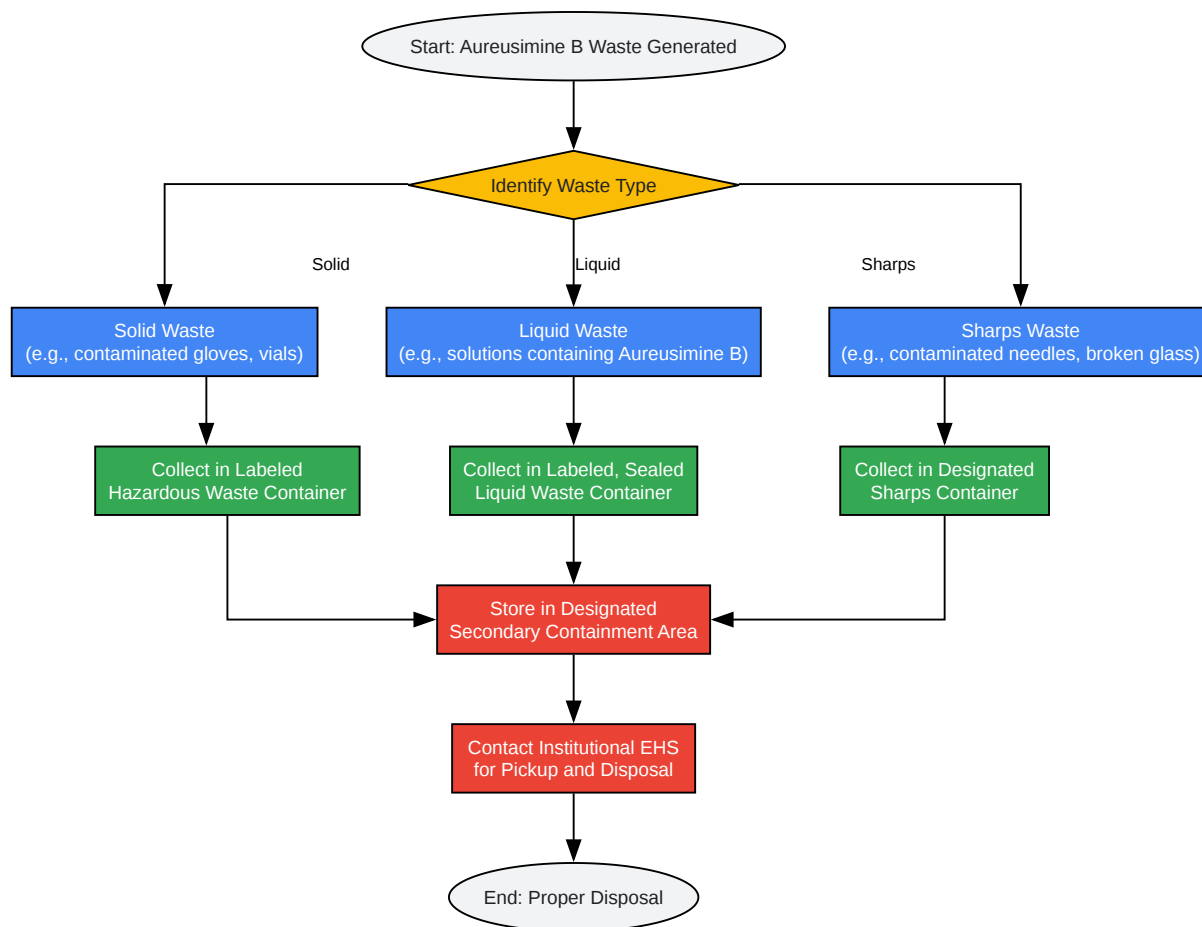 Start: Aureusimine B Waste Generated
Identify Waste Type
Solid
Liquid
Sharps
Solid Waste
(e.g., contaminated gloves, vials)
Liquid Waste
(e.g., solutions containing Aureusimine B)
Sharps Waste
(e.g., contaminated needles, broken glass)
Collect in Labeled
Hazardous Waste Container
Collect in Labeled, Sealed
Liquid Waste Container
Collect in Designated
Sharps Container
Store in Designated
Secondary Containment Area
Contact Institutional EHS
for Pickup and Disposal
End: Proper Disposal